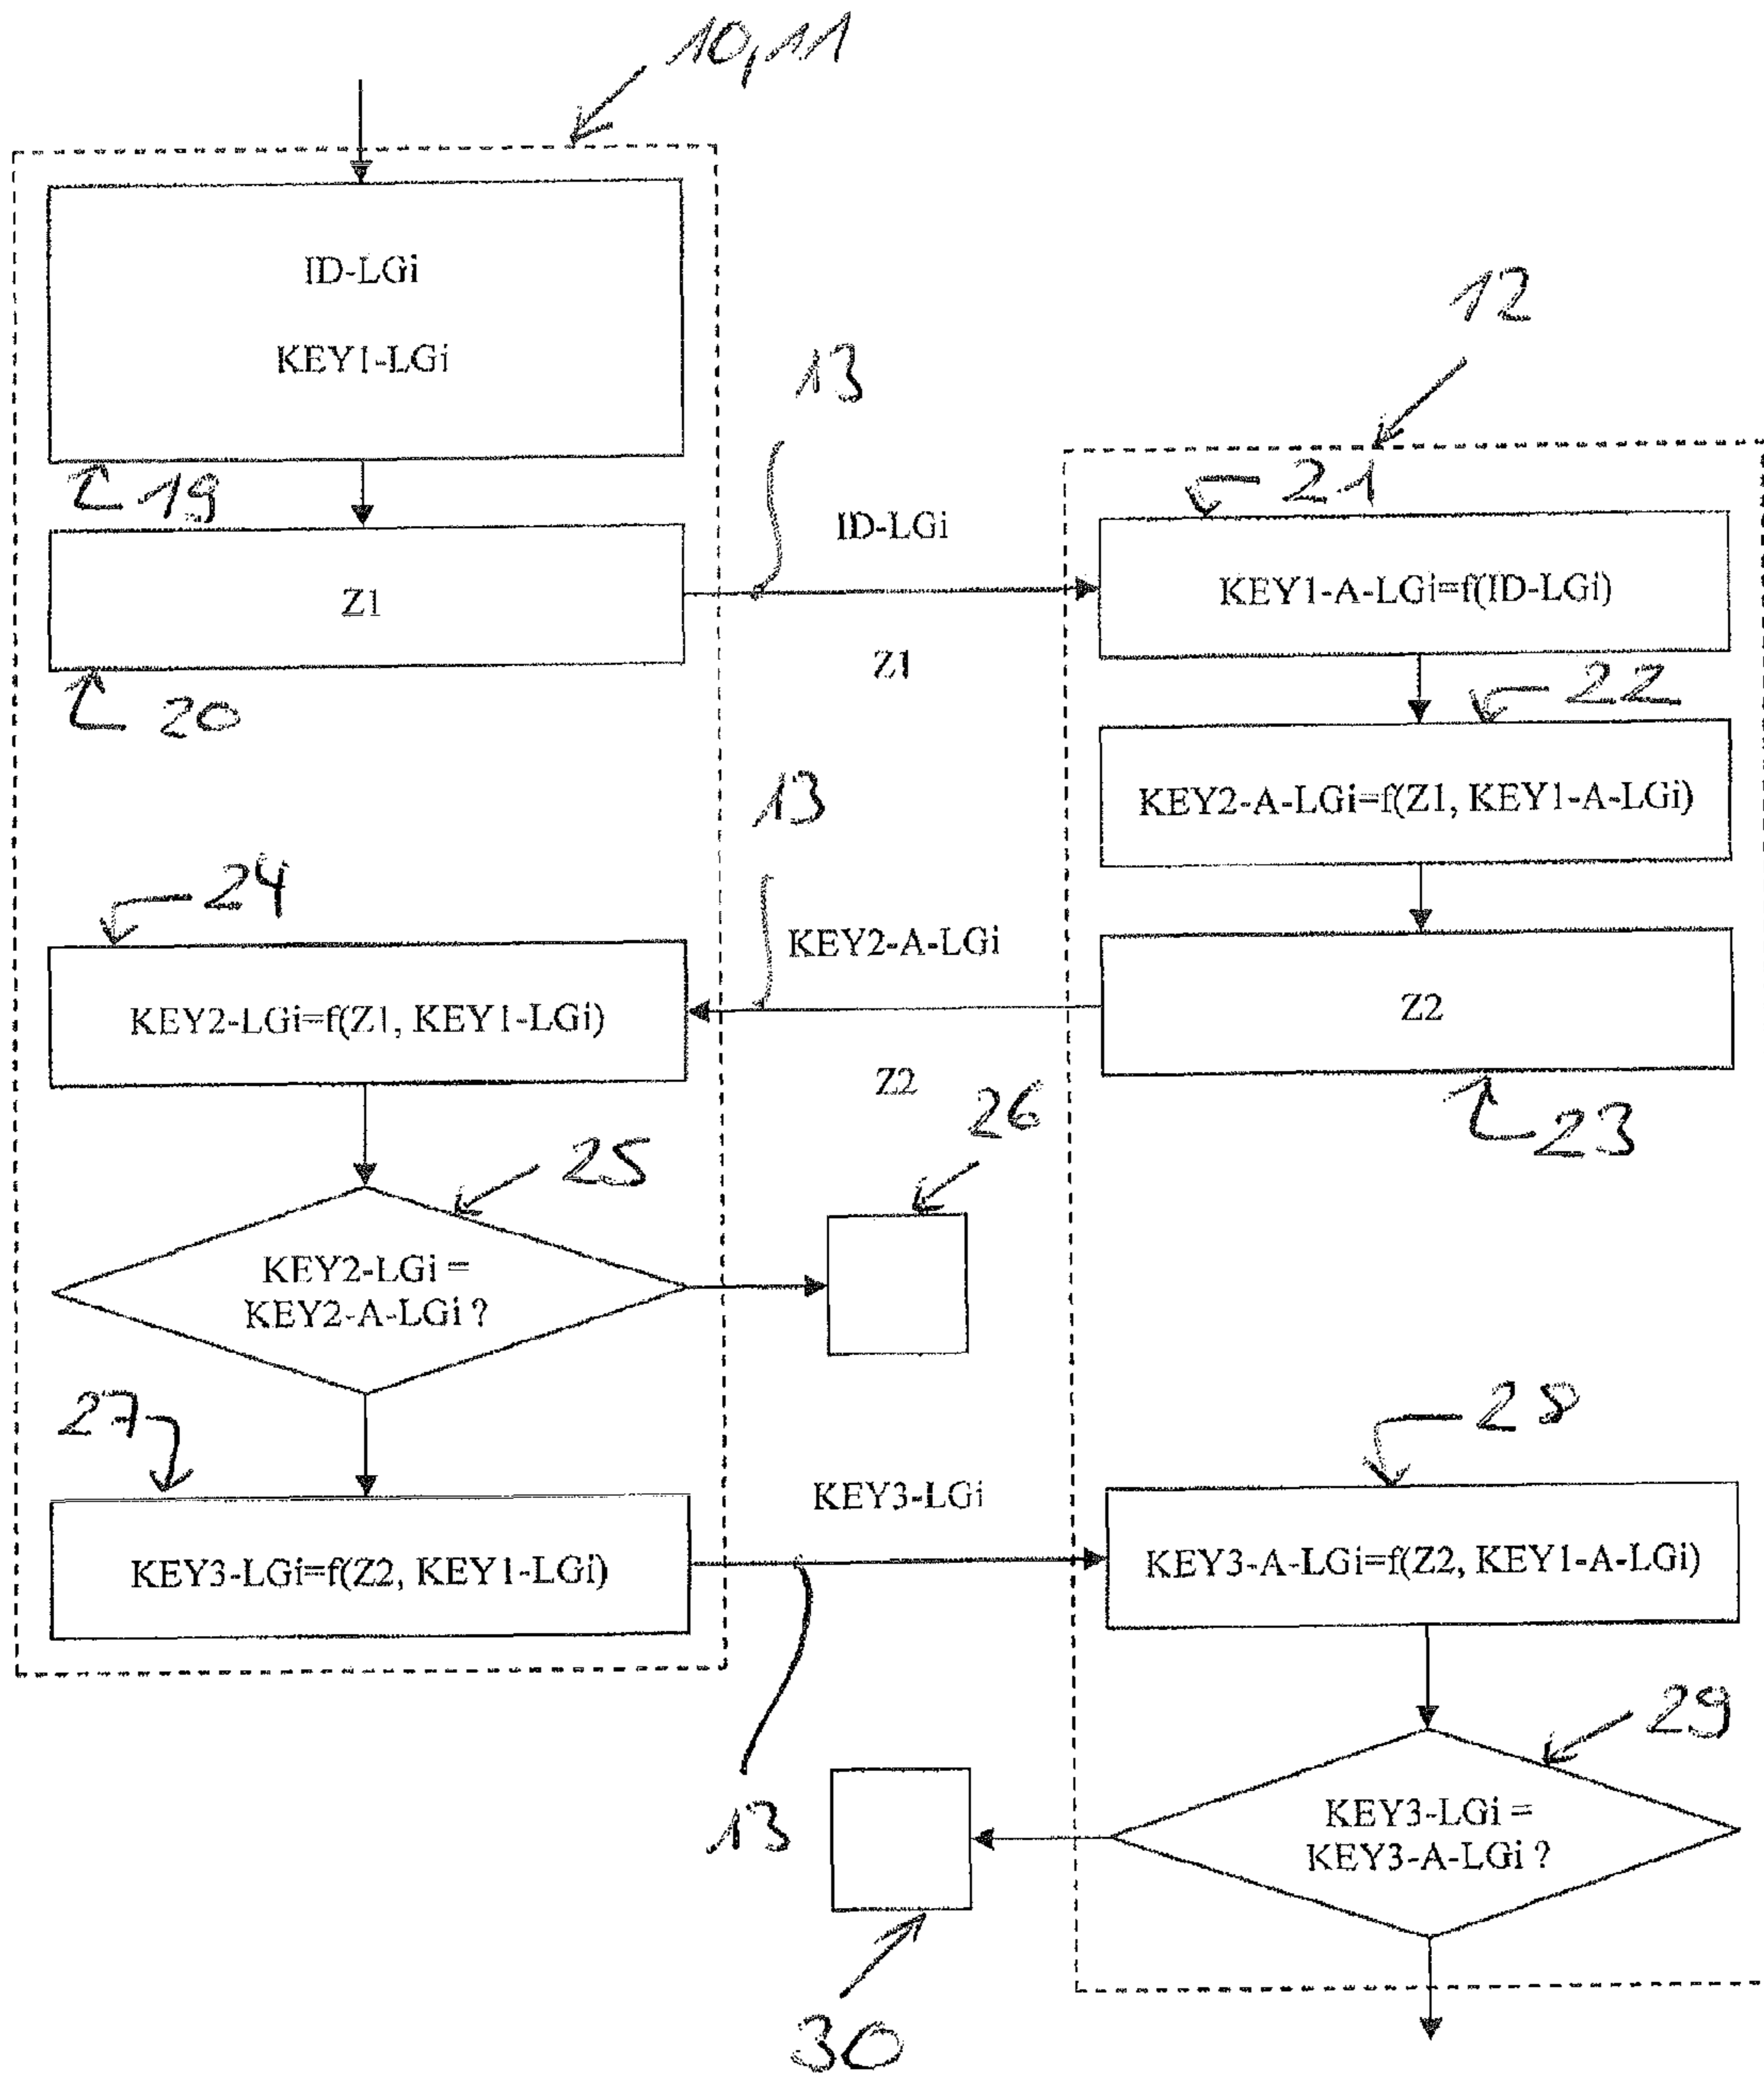 10,11
ID-LGi
KEY1-LGi
12
13
19
21
ID-LGi
Z1
KEY1-A-LGi=f(ID-LGi)
Z1
20
22
13
KEY2-A-LGi=f(Z1, KEY1-A-LGi)
24
KEY2-A-LGi
KEY2-LGi=f(Z1, KEY1-LGi)
Z2
Z2
26
23
25
KEY2-LGi =
KEY2-A-LGi ?
27
28
KEY3-LGi
KEY3-LGi=f(Z2, KEY1-LGi)
KEY3-A-LGi=f(Z2, KEY1-A-LGi)
29
13
KEY3-LGi =
KEY3-A-LGi ?
30